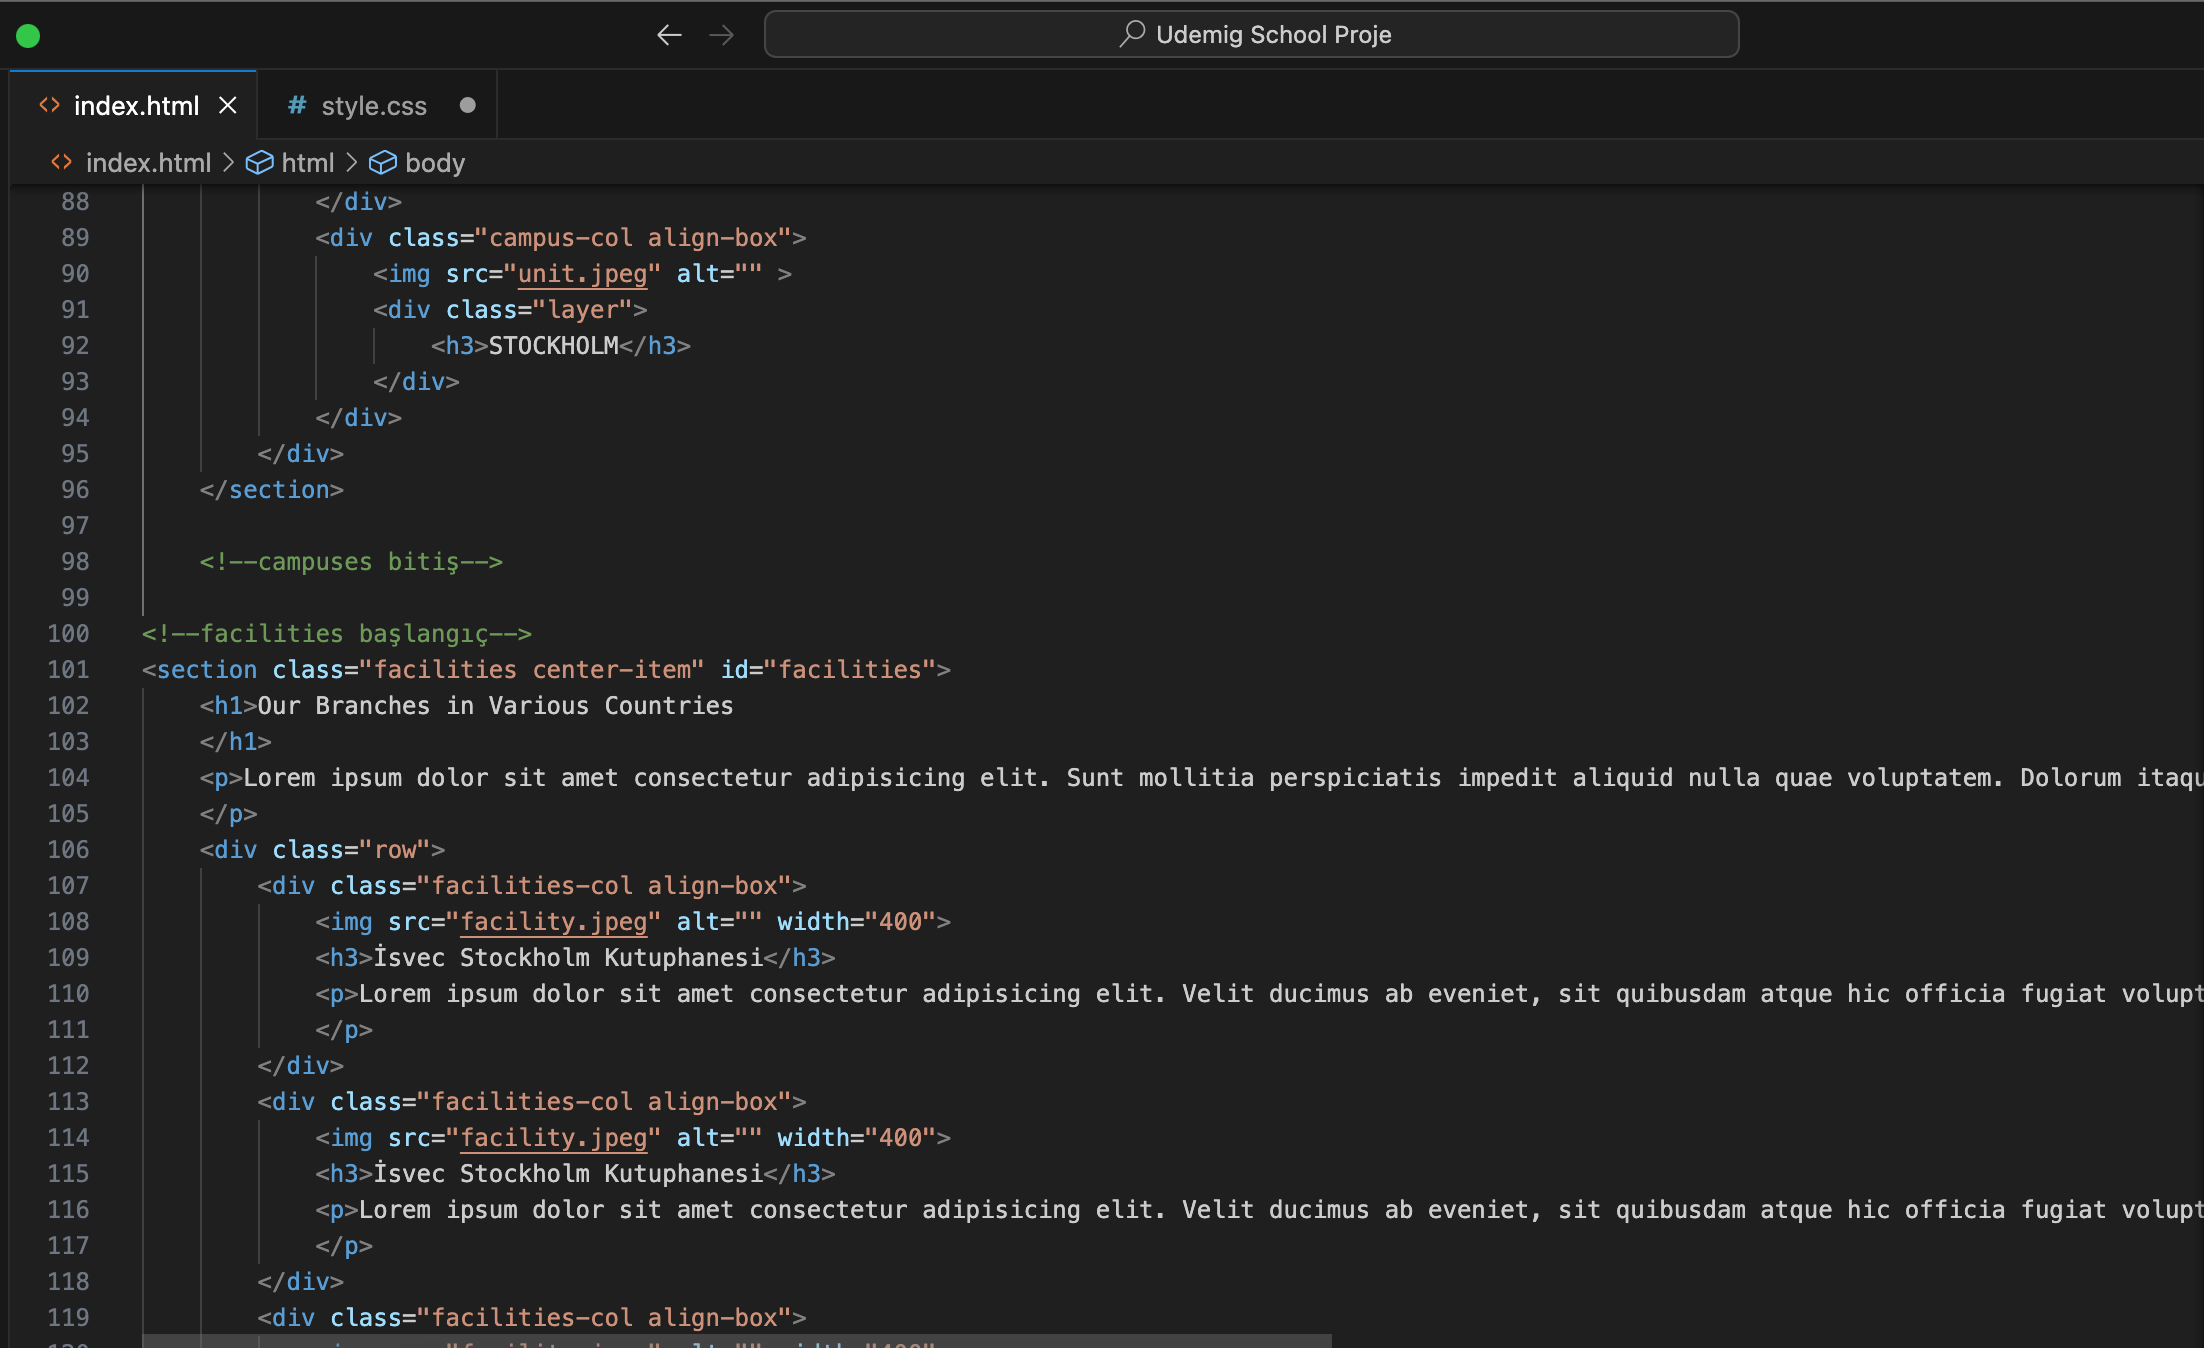 Udemig School Proje
index.html
style.css
index.html > html > body
88 </div>
89 <div class="campus-col align-box">
90 <img src="unit.jpeg" alt="" >
91 <div class="layer">
92 <h3>STOCKHOLM</h3>
93 </div>
94 </div>
95 </div>
96 </section>
97
98 <!--campuses bitiş-->
99
100 <!--facilities başlangıç-->
101 <section class="facilities center-item" id="facilities">
102 <h1>Our Branches in Various Countries
103 </h1>
104 <p>Lorem ipsum dolor sit amet consectetur adipisicing elit. Sunt mollitia perspiciatis impedit aliquid nulla quae voluptatem. Dolorum
105 </p>
106 <div class="row">
107 <div class="facilities-col align-box">
108 <img src="facility.jpeg" alt="" width="400">
109 <h3>İsvec Stockholm Kutuphanesi</h3>
110 <p>Lorem ipsum dolor sit amet consectetur adipisicing elit. Velit ducimus ab eveniet, sit quibusdam atque hic officia fugiat
111 </p>
112 </div>
113 <div class="facilities-col align-box">
114 <img src="facility.jpeg" alt="" width="400">
115 <h3>İsvec Stockholm Kutuphanesi</h3>
116 <p>Lorem ipsum dolor sit amet consectetur adipisicing elit. Velit ducimus ab eveniet, sit quibusdam atque hic officia fugiat
117 </p>
118 </div>
119 <div class="facilities-col align-box">